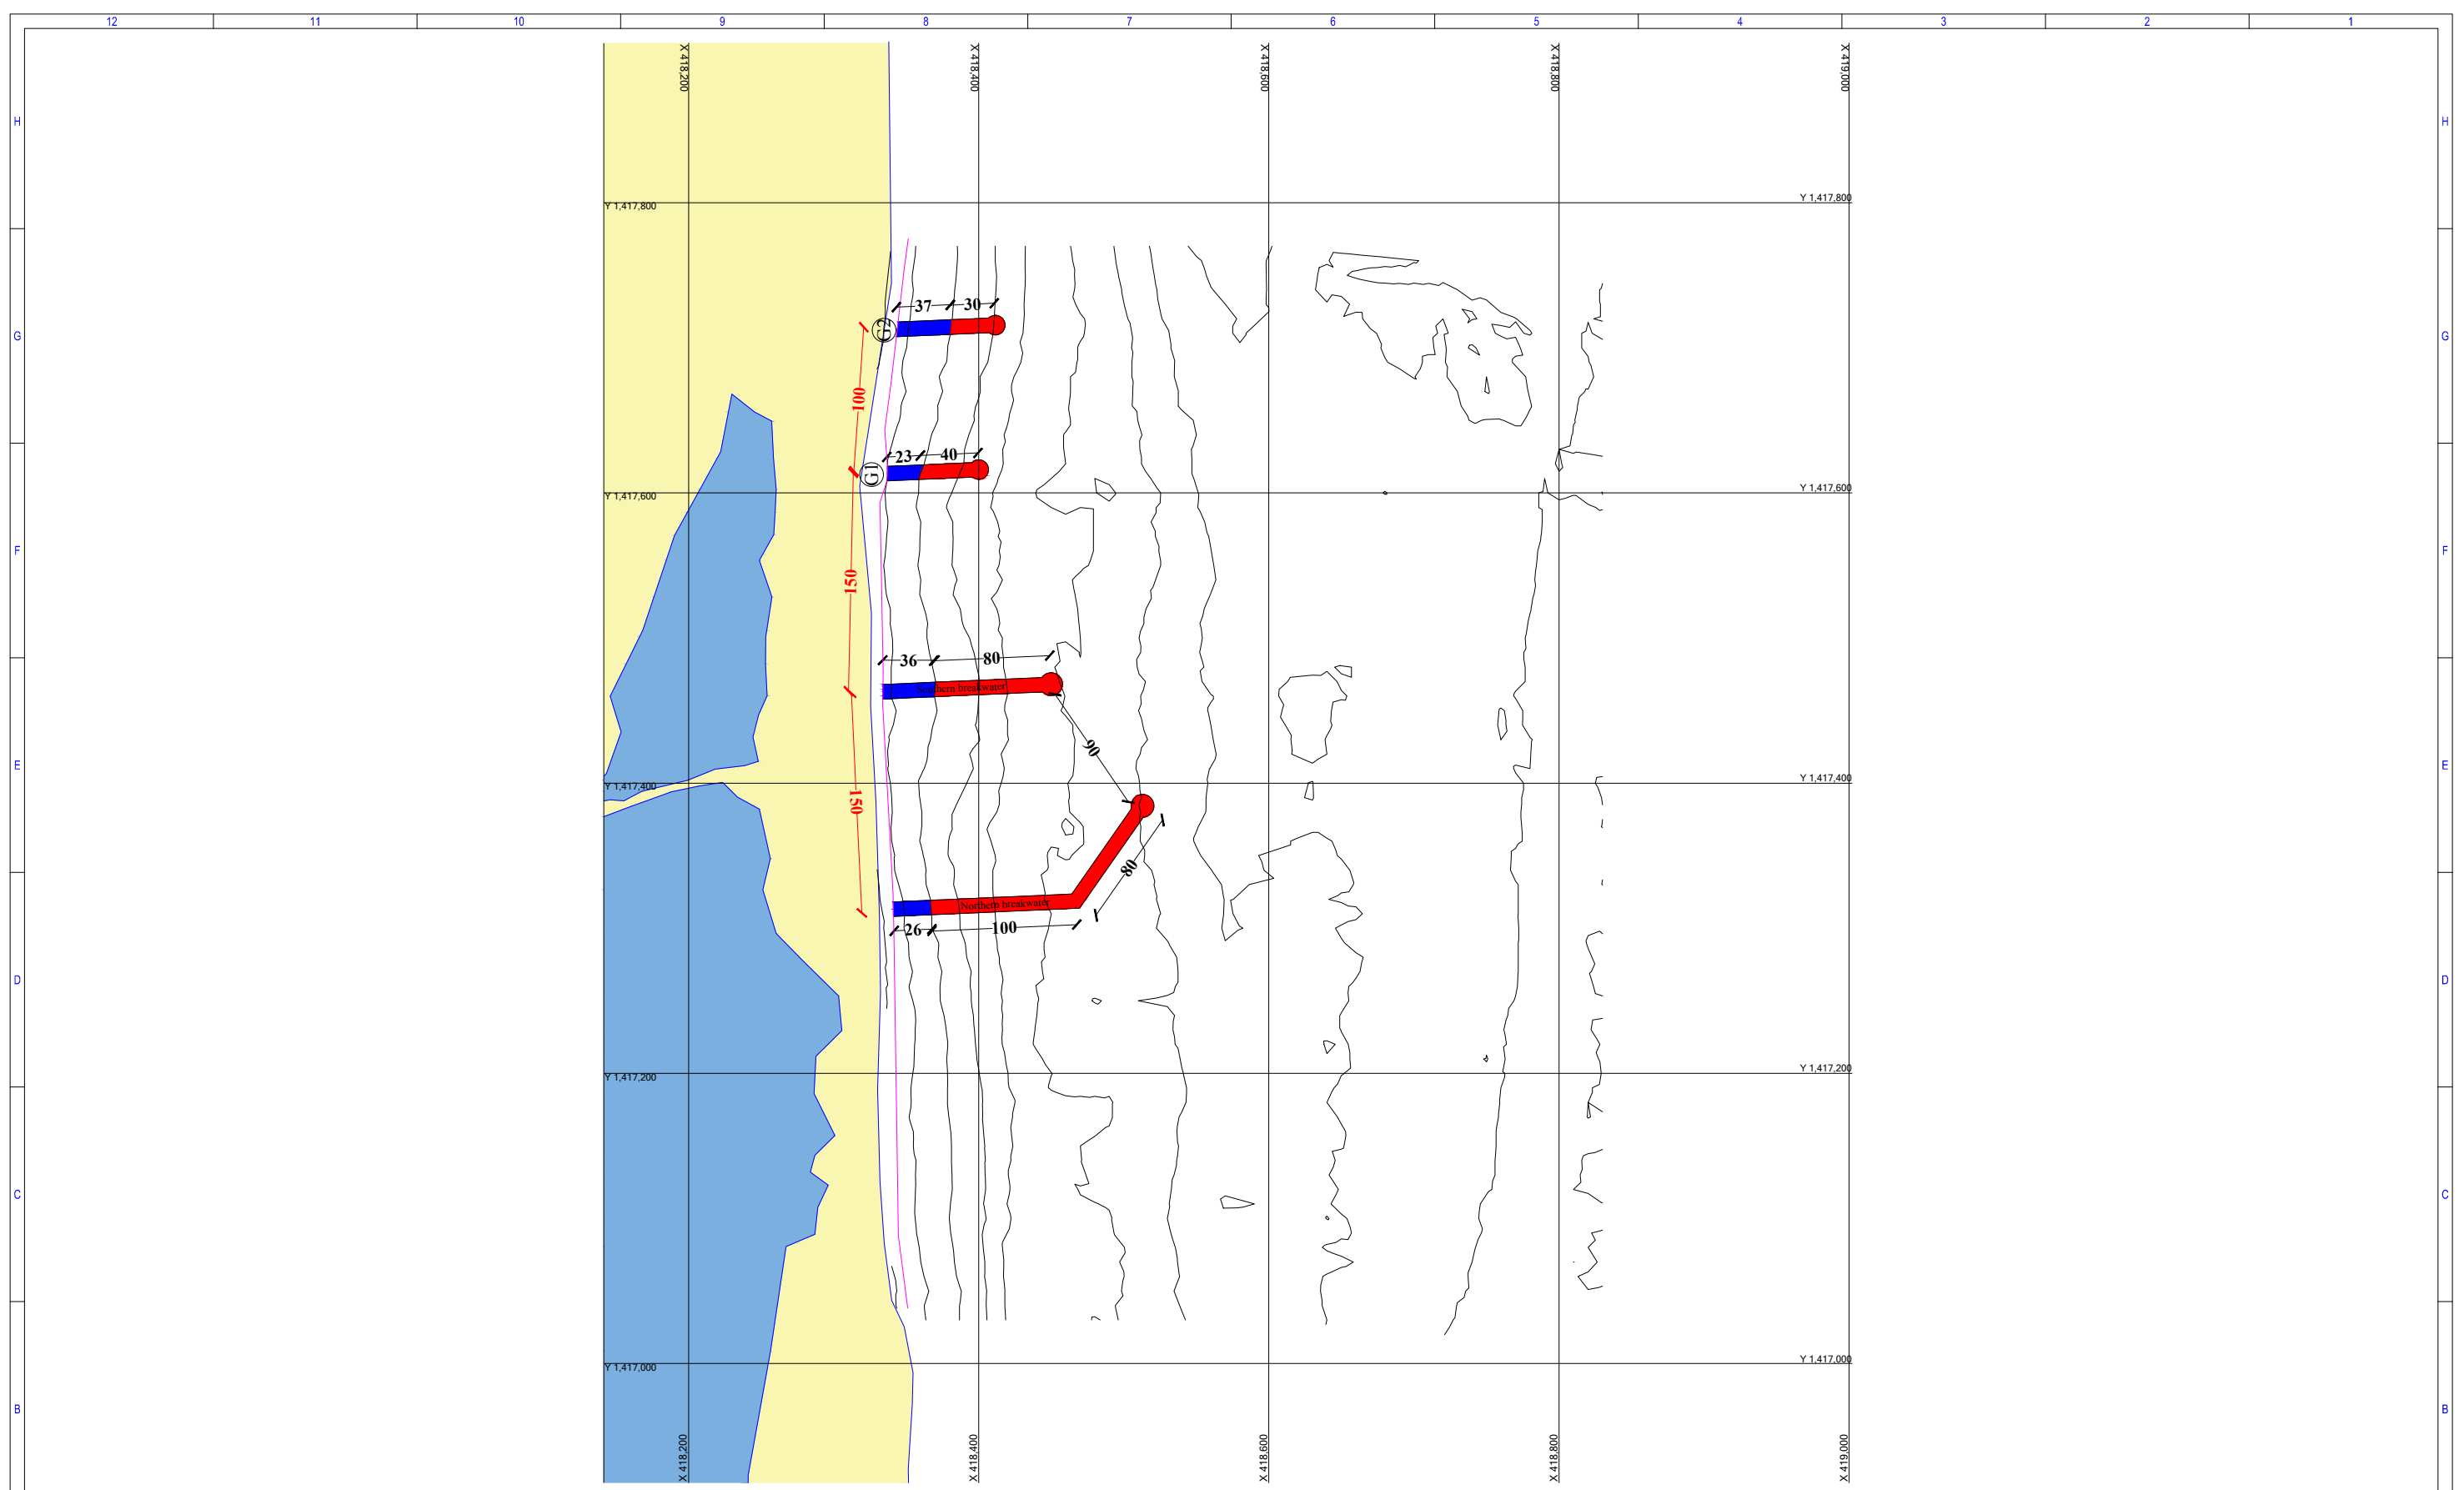 12 11 10 9 8 7 6 5 4 3 2 1
X 418,200 X 418,400 X 418,600 X 418,800 X 419,000
H H
Y 1,417,800 Y 1,417,800
37 30
G G2 G
100
23 40
G1
Y 1,417,600 Y 1,417,600
F F
150
36 80
Southern breakwater
90
E E
Y 1,417,400 Y 1,417,400
150
80
Northern breakwater
26 100
D D
Y 1,417,200 Y 1,417,200
C C
Y 1,417,000 Y 1,417,000
B B
X 418,200 X 418,400 X 418,600 X 418,800 X 419,000